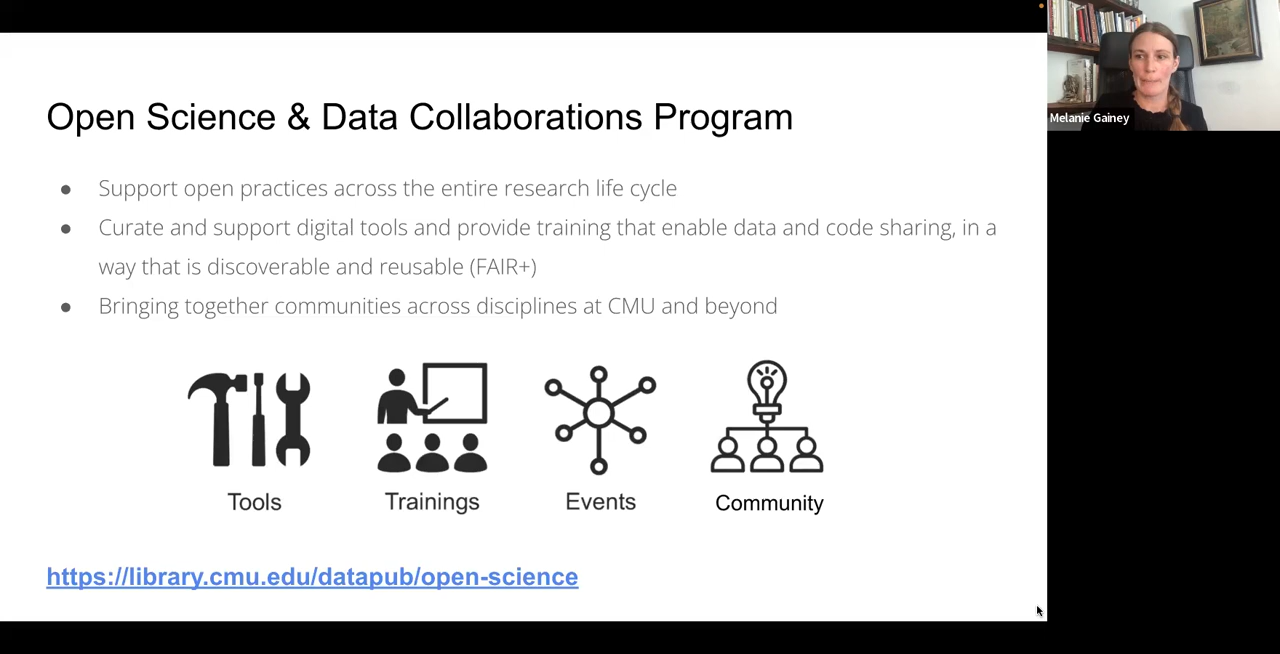 Open Science & Data Collaborations Program
Melanie Gainey
● Support open practices across the entire research life cycle
● Curate and support digital tools and provide training that enable data and code sharing, in a
way that is discoverable and reusable (FAIR+)
● Bringing together communities across disciplines at CMU and beyond
Tools
Trainings
Events
Community
https://library.cmu.edu/datapub/open-science